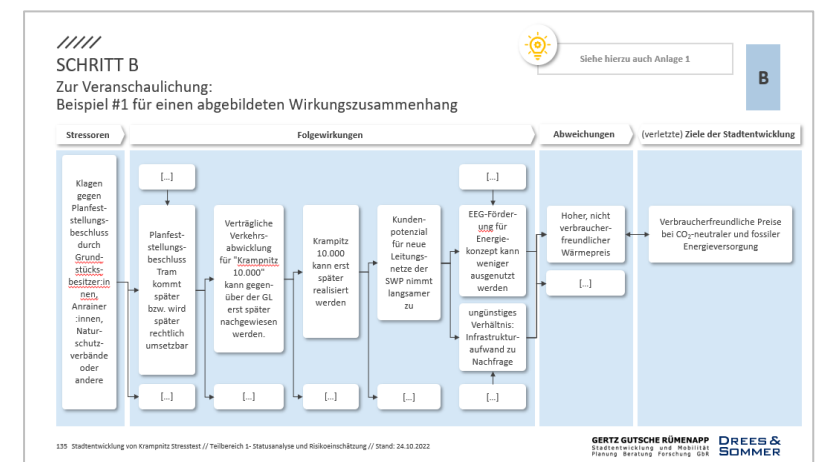 SCHRITT B
Zur Veranschaulichung:
Beispiel #1 für einen abgebildeten Wirkungszusammenhang
Siehe hierzu auch Anlage 1
B
Stressoren
Folgewirkungen
Abweichungen
(verletzte) Ziele der Stadtentwicklung
Klagen
gegen
Planfest-
stellungs-
beschluss
durch
Grund-
stücks-
besitzer:in
nen,
Anrainer
:innen,
Natur-
schutz-
verbände
oder
andere
[...]
Planfest-
stellungs-
beschluss
Tram
kommt
später
bzw. wird
später
rechtlich
umsetzbar
[...]
Verträgliche
Verkehrs-
abwicklung
für "Krampnitz
10.000"
kann gegen-
über der GL
erst später
nachgewiesen
werden.
[...]
Krampitz
10.000
kann erst
später
realisiert
werden
[...]
Kunden-
potenzial
für neue
Leitungs-
netze der
SWP nimmt
langsamer
zu
[...]
[...]
EEG-Förder-
ung für
Energie-
konzept kann
weniger
ausgenutzt
werden
ungünstiges
Verhältnis:
Infrastruktur-
aufwand zu
Nachfrage
[...]
Hoher, nicht
verbraucher-
freundlicher
Wärmepreis
[...]
Verbraucherfreundliche Preise
bei CO₂-neutraler und fossiler
Energieversorgung
135 Stadtentwicklung von Krampnitz Stresstest // Teilbereich 1- Statusanalyse und Risikoeinschätzung // Stand: 24.10.2022
GERTZ GUTSCHE RÜMENAPP
Stadtentwicklung und Mobilität
Planung Beratung Forschung GbR
DREES &
SOMMER